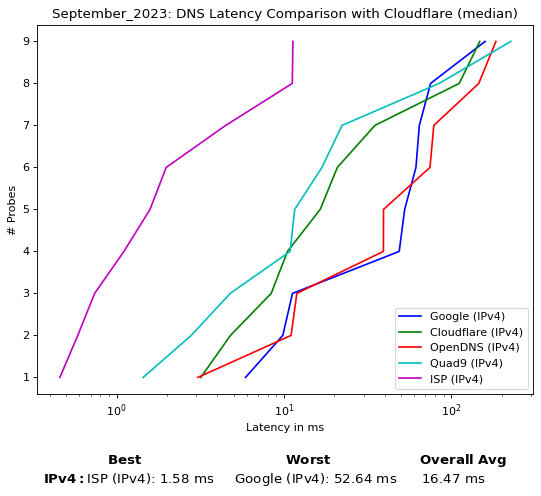 September_2023: DNS Latency Comparison with Cloudflare (median)
# Probes
9
8
7
6
5
4
3
2
1
Google (IPv4)
Cloudflare (IPv4)
OpenDNS (IPv4)
Quad9 (IPv4)
ISP (IPv4)
10⁰ 10¹ 10²
Latency in ms
Best Worst Overall Avg
IPv4: ISP (IPv4): 1.58 ms Google (IPv4): 52.64 ms 16.47 ms